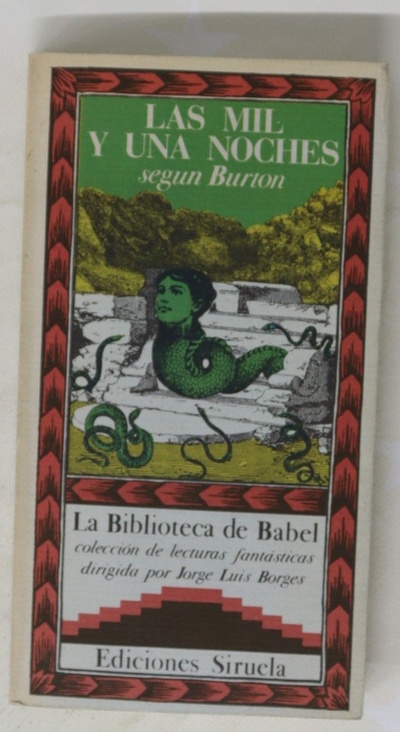 LAS MIL
Y UNA NOCHES
segun Burton
La Biblioteca de Babel
colección de lecturas fantásticas
dirigida por Jorge Luis Borges
Ediciones Siruela